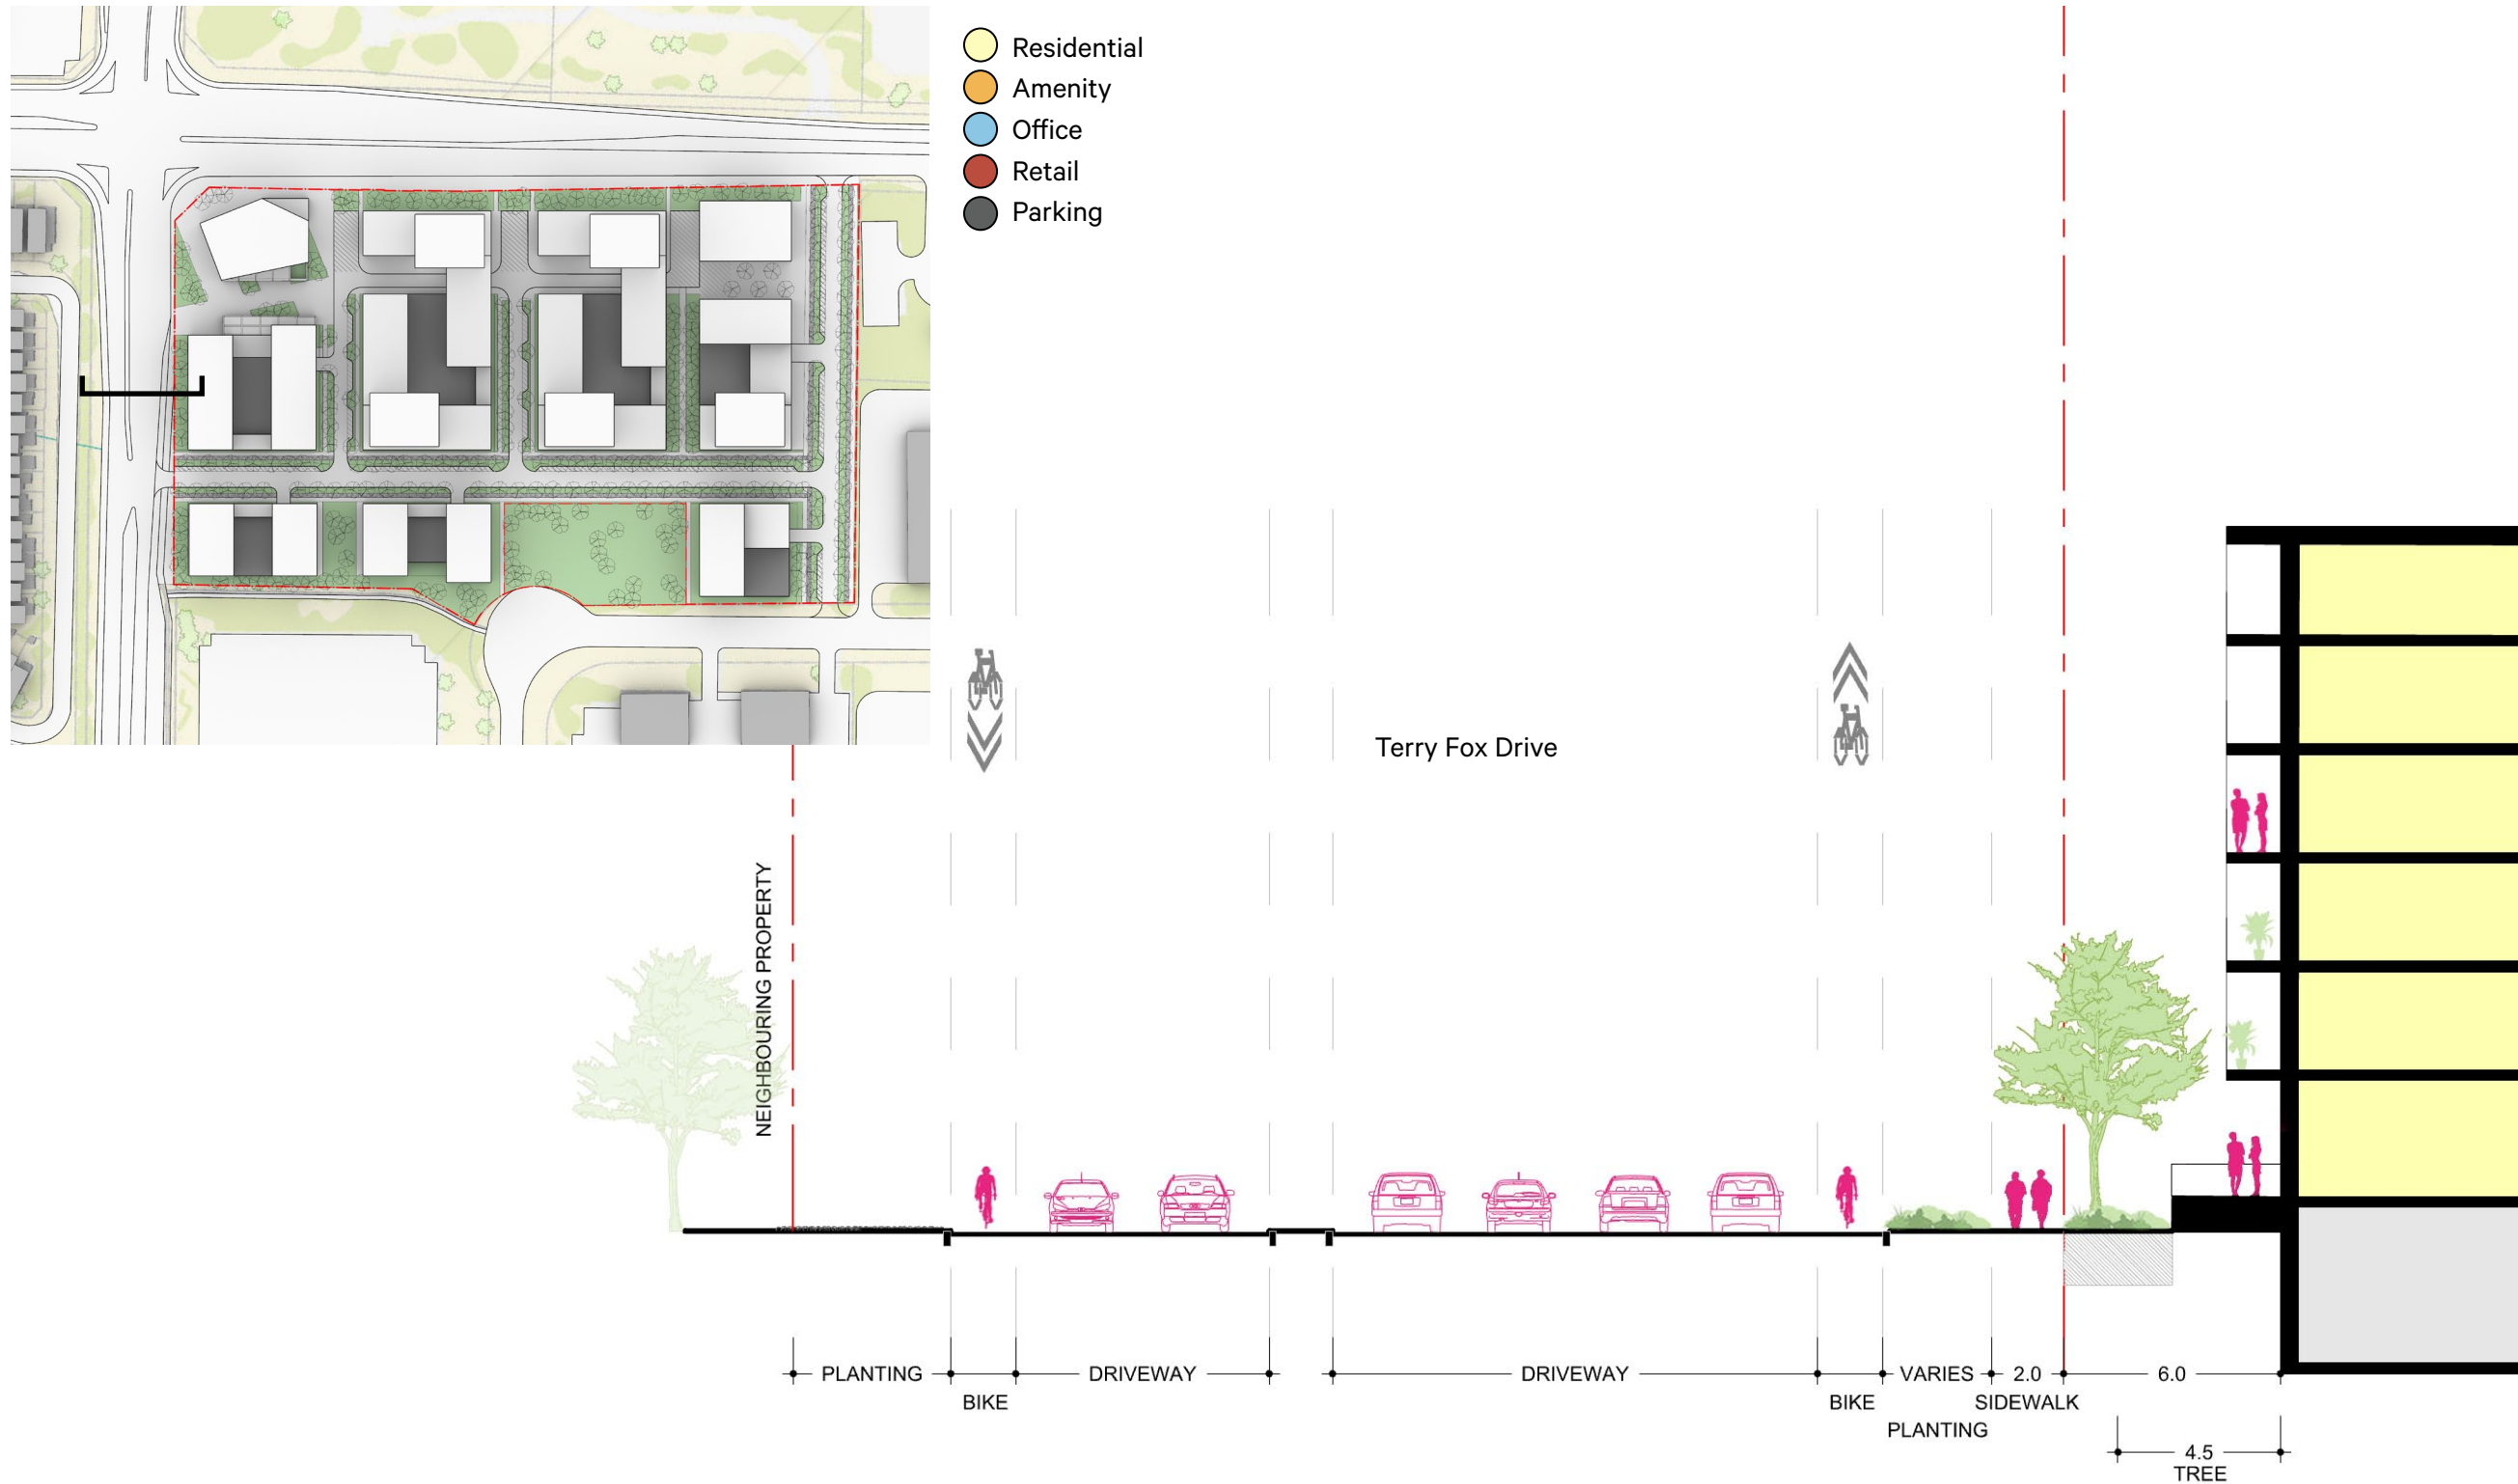 Residential
Amenity
Office
Retail
Parking
Terry Fox Drive
NEIGHBOURING PROPERTY
PLANTING
BIKE
DRIVEWAY
DRIVEWAY
BIKE
VARIES
PLANTING
2.0
SIDEWALK
6.0
4.5
TREE